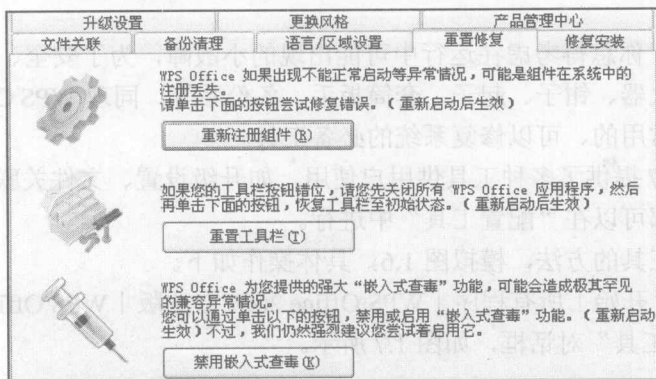 升级设置 更换风格 产品管理中心
文件关联 备份清理 语言/区域设置 重置修复 修复安装
WPS Office 如果出现不能正常启动等异常情况,可能是组件在系统中的
注册丢失。
请单击下面的按钮尝试修复错误。(重新启动后生效)
重新注册组件(R)
如果您的工具栏按钮错位,请您先关闭所有 WPS Office 应用程序,然后
再单击下面的按钮,恢复工具栏至初始状态。(重新启动后生效)
重置工具栏(T)
WPS Office 为您提供的强大“嵌入式查毒”功能,可能会造成极其罕见
的兼容异常情况。
您可以通过单击以下的按钮,禁用或启用“嵌入式查毒”功能。(重新启动
生效)不过,我们仍然强烈建议您尝试着启用它。
禁用嵌入式查毒(K)